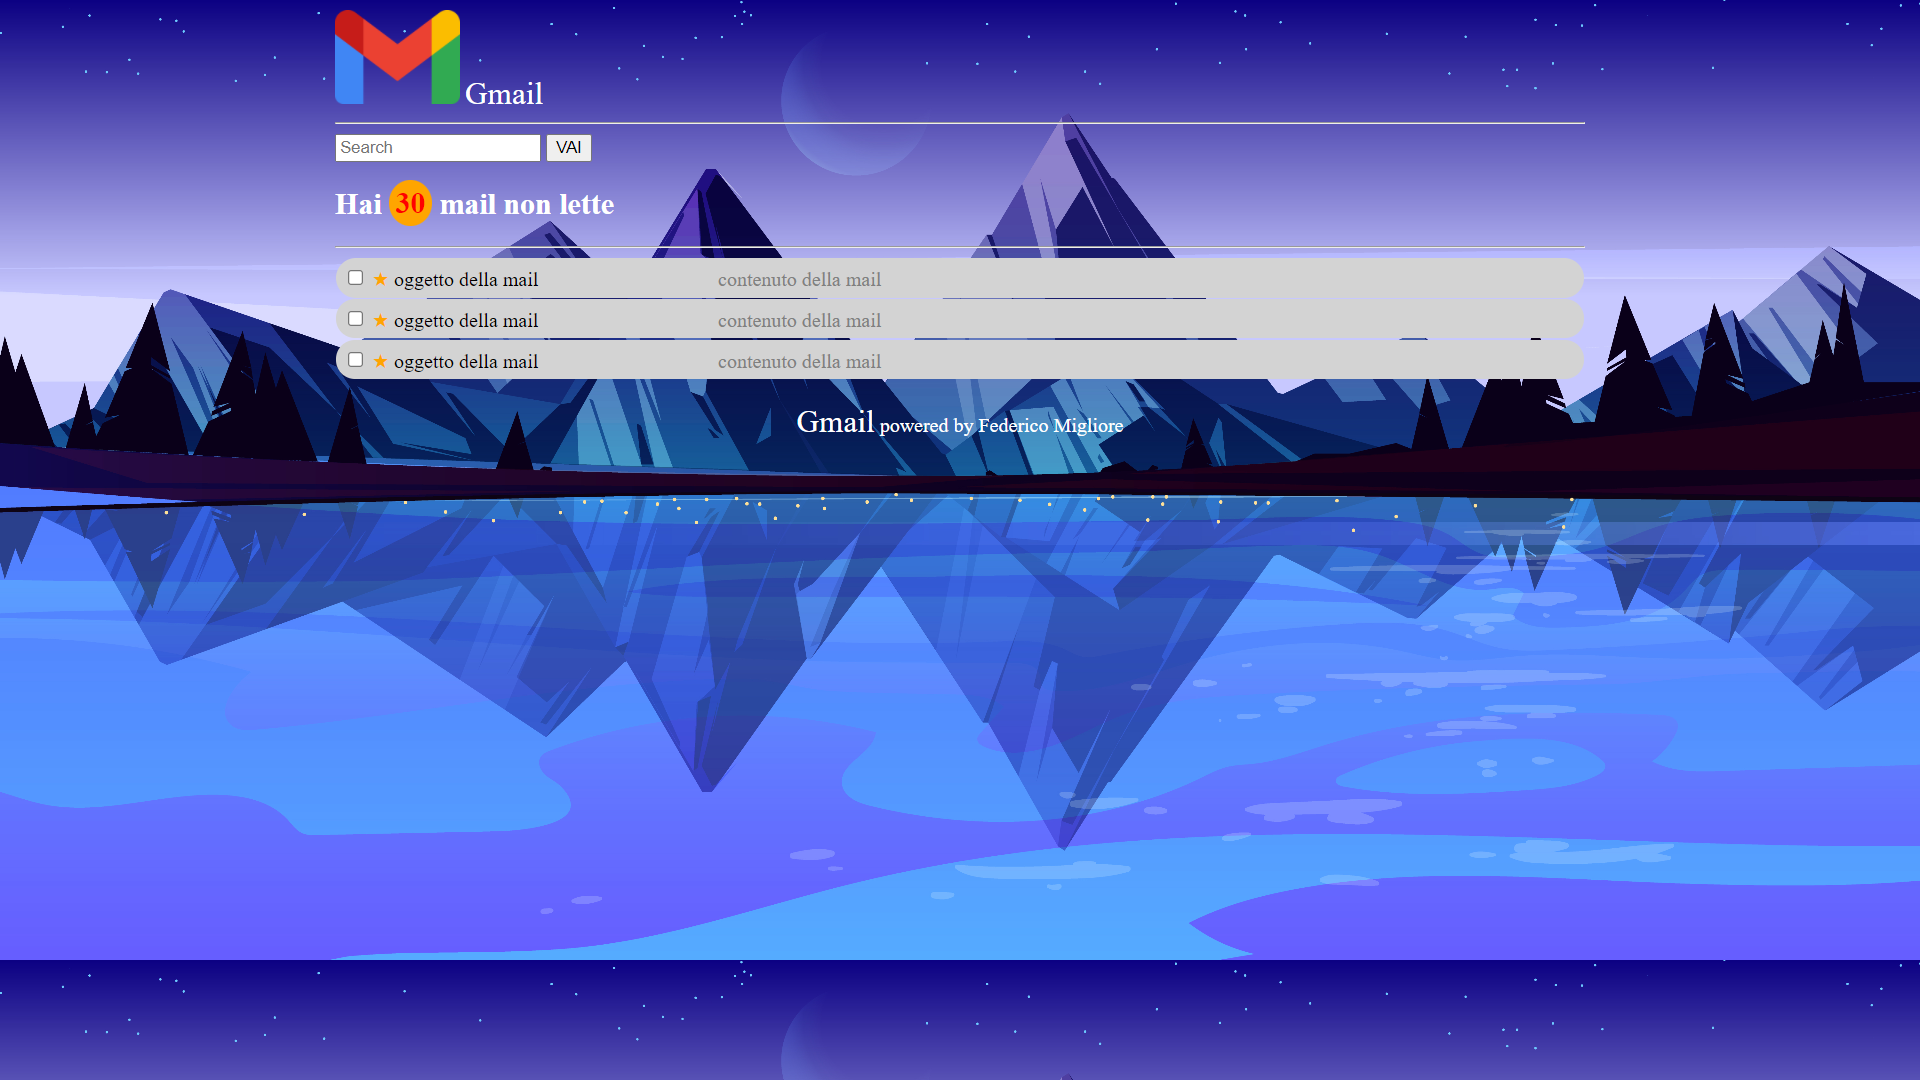 Gmail
Search VAI
Hai 30 mail non lette
★ oggetto della mail contenuto della mail
★ oggetto della mail contenuto della mail
★ oggetto della mail contenuto della mail
Gmail powered by Federico Migliore